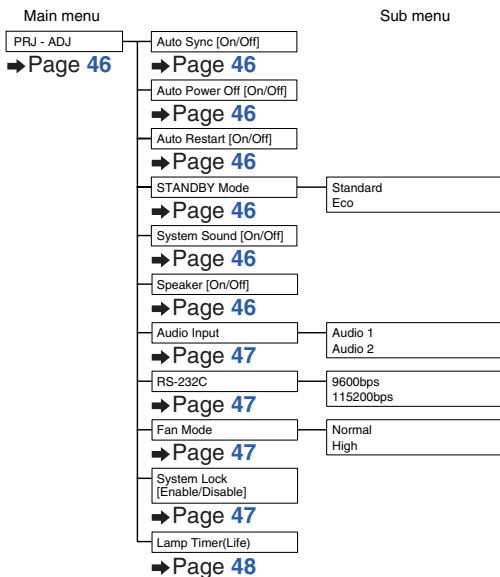 Main menu
Sub menu
PRJ - ADJ
➡Page 46
Auto Sync [On/Off]
➡Page 46
Auto Power Off [On/Off]
➡Page 46
Auto Restart [On/Off]
➡Page 46
STANDBY Mode
➡Page 46
Standard
Eco
System Sound [On/Off]
➡Page 46
Speaker [On/Off]
➡Page 46
Audio Input
➡Page 47
Audio 1
Audio 2
RS-232C
➡Page 47
9600bps
115200bps
Fan Mode
➡Page 47
Normal
High
System Lock
[Enable/Disable]
➡Page 47
Lamp Timer(Life)
➡Page 48